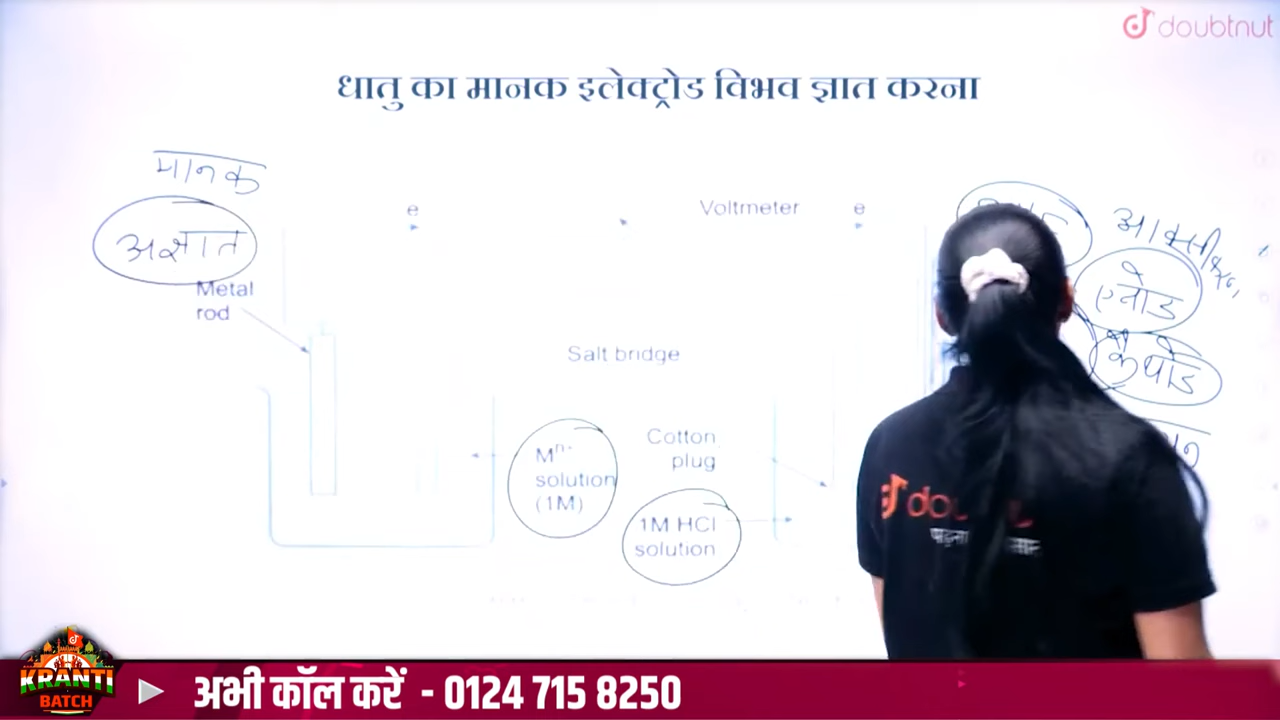 doubtnut
धातु का मानक इलेक्ट्रोड विभव ज्ञात करना
मानक
अज्ञात
e
Voltmeter
e
आक्सीकरण
एनोड
कैथोड
Metal
rod
Salt bridge
Mⁿ⁺
solution
(1M)
Cotton
plug
1M HCl
solution
KRANTI
BATCH
अभी कॉल करें - 0124 715 8250